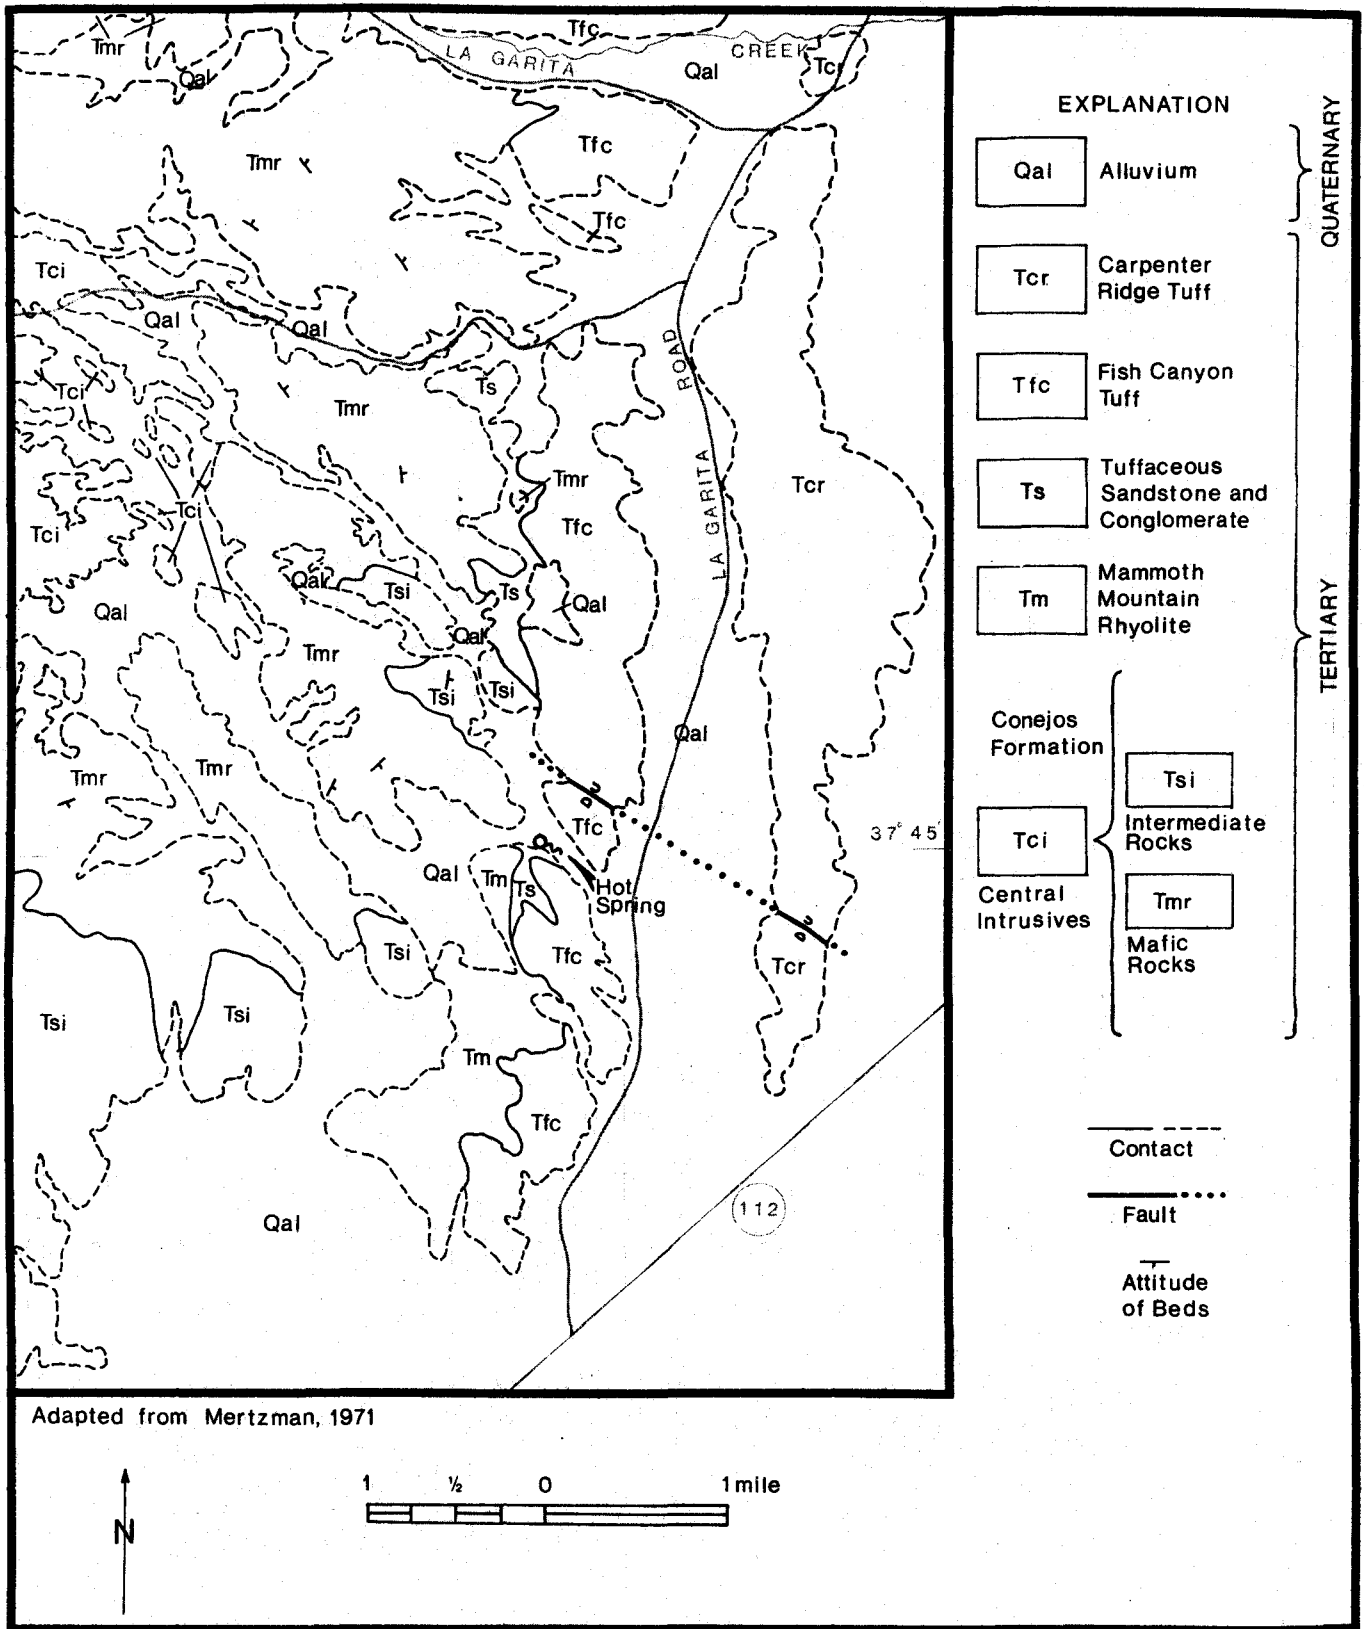 Tfc
Tmr
LA GARITA
CREEK
Qal
Qal
Tcr
Tfc
Tmr
Tfc
Tci
Qal
Qal
ROAD
Tci
Ts
Tmr
LA GARITA
Tmr
Tcr
Tci
Tfc
Tci
Qal
Tsi
Ts
Qal
Qal
Qal
Tmr
Tsi
Tsi
Qal
Tmr
Tmr
U
D
Tfc
37° 45'
Qal
Tm
Ts
Hot
Spring
U
D
Tsi
Tfc
Tcr
Tsi
Tsi
Tm
Tfc
Qal
112
EXPLANATION
Qal
Alluvium
QUATERNARY
Tcr
Carpenter
Ridge Tuff
Tfc
Fish Canyon
Tuff
Ts
Tuffaceous
Sandstone and
Conglomerate
Tm
Mammoth
Mountain
Rhyolite
TERTIARY
Conejos
Formation
Tsi
Intermediate
Rocks
Tci
Central
Intrusives
Tmr
Mafic
Rocks
Contact
Fault
Attitude
of Beds
Adapted from Mertzman, 1971
N
1 ½ 0 1 mile